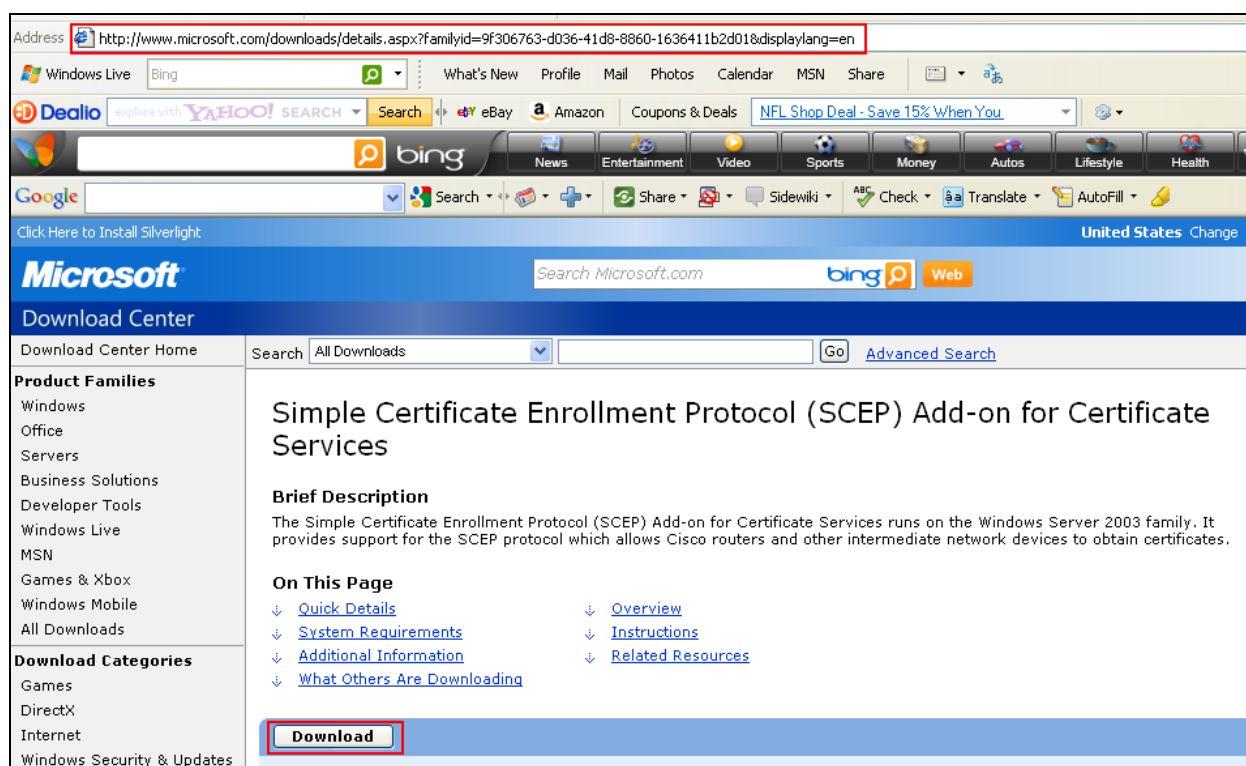 Address http://www.microsoft.com/downloads/details.aspx?familyid=9f306763-d036-41d8-8860-1636411b2d01&displaylang=en
Windows Live Bing What's New Profile Mail Photos Calendar MSN Share
Dealio explore with YAHOO! SEARCH Search eBay Amazon Coupons & Deals NFL Shop Deal - Save 15% When You
bing News Entertainment Video Sports Money Autos Lifestyle Health
Google Search Share Sidewiki Check Translate AutoFill
Click Here to Install Silverlight United States Change
Microsoft Search Microsoft.com bing Web
Download Center
Download Center Home
Search All Downloads Go Advanced Search
Product Families
Windows
Office
Servers
Business Solutions
Developer Tools
Windows Live
MSN
Games & Xbox
Windows Mobile
All Downloads
Download Categories
Games
DirectX
Internet
Windows Security & Updates
Simple Certificate Enrollment Protocol (SCEP) Add-on for Certificate
Services
Brief Description
The Simple Certificate Enrollment Protocol (SCEP) Add-on for Certificate Services runs on the Windows Server 2003 family. It
provides support for the SCEP protocol which allows Cisco routers and other intermediate network devices to obtain certificates.
On This Page
Quick Details Overview
System Requirements Instructions
Additional Information Related Resources
What Others Are Downloading
Download